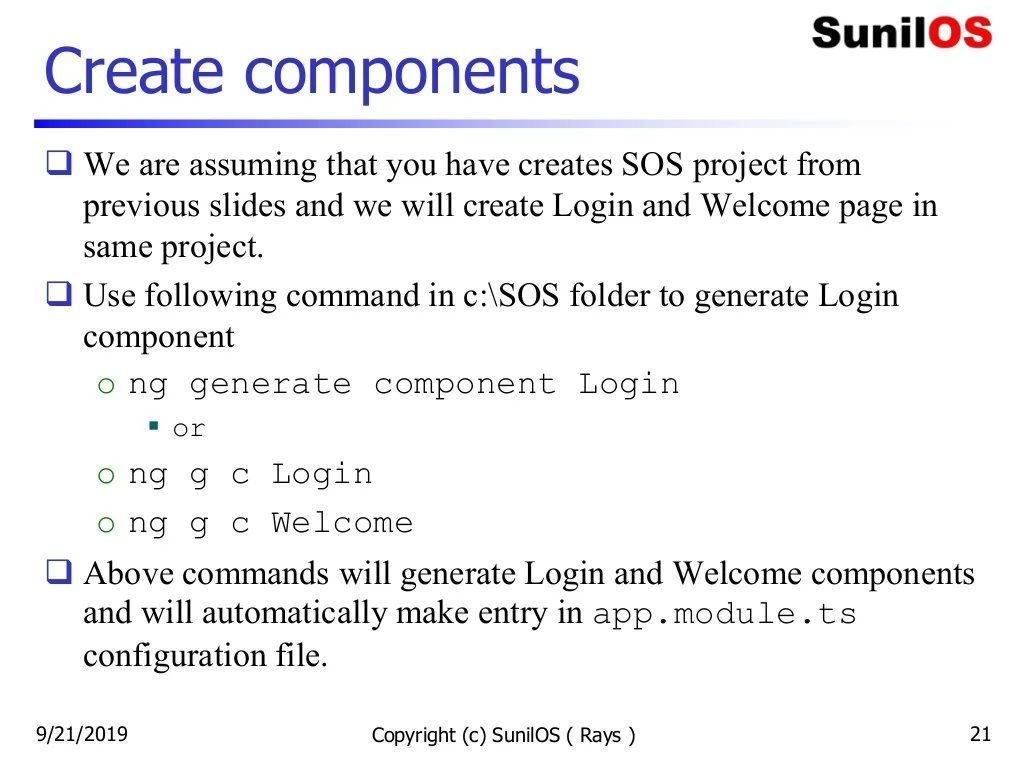 SunilOS
Create components
We are assuming that you have creates SOS project from
previous slides and we will create Login and Welcome page in
same project.
Use following command in c:\SOS folder to generate Login
component
ng generate component Login
or
ng g c Login
ng g c Welcome
Above commands will generate Login and Welcome components
and will automatically make entry in app.module.ts
configuration file.
9/21/2019 Copyright (c) SunilOS ( Rays ) 21